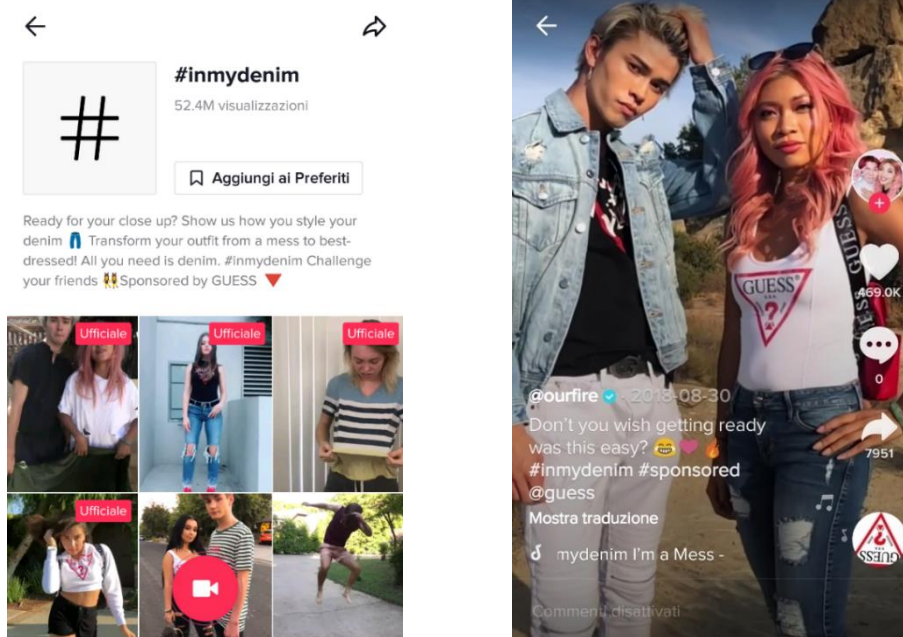 #inmydenim
52.4M visualizzazioni
Aggiungi ai Preferiti
Ready for your close up? Show us how you style your
denim 👖 Transform your outfit from a mess to best-
dressed! All you need is denim. #inmydenim Challenge
your friends 👯Sponsored by GUESS 🔻
Ufficiale
Ufficiale
Ufficiale
Ufficiale
GUESS
GUESS
?
469.0K
0
7951
@ourfire · 2018-08-30
Don't you wish getting ready
was this easy? 😂 ❤️ 🔥
#inmydenim #sponsored
@guess
Mostra traduzione
mydenim I'm a Mess -
GUESS
Commenti disattivati